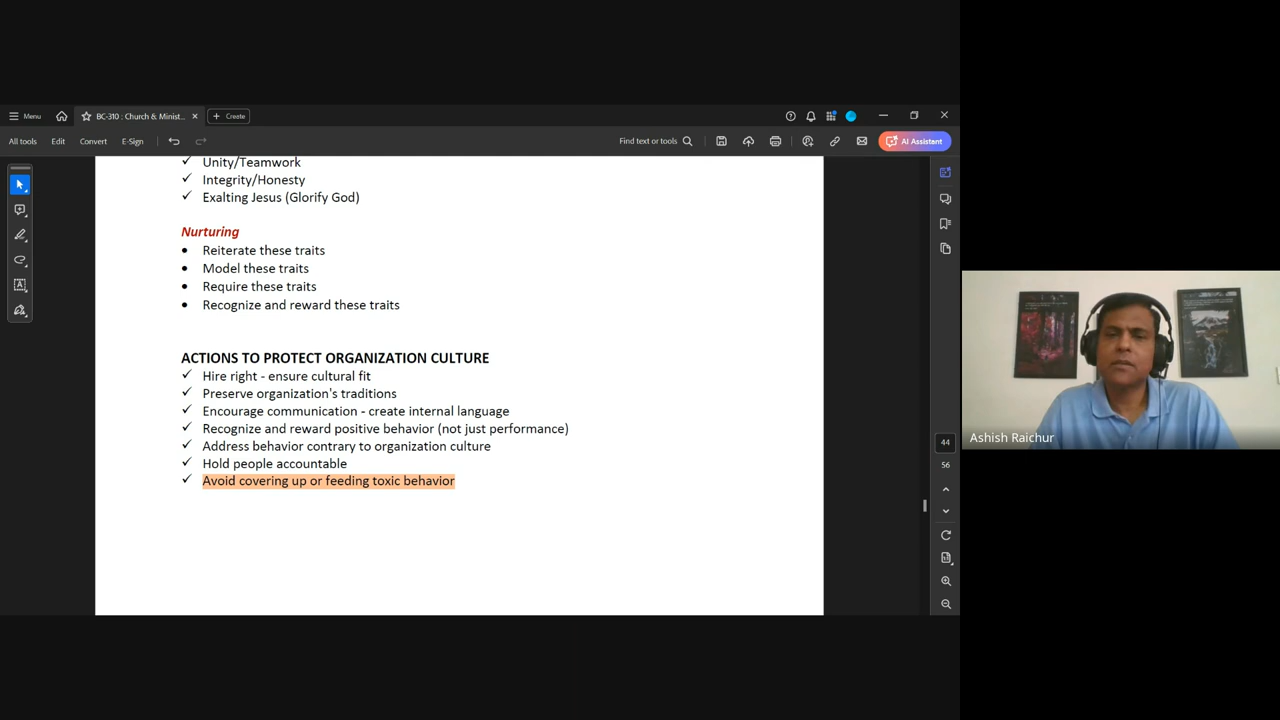 Menu
BC-310 : Church & Minist...
Create
All tools
Edit
Convert
E-Sign
Find text or tools
AI Assistant
Unity/Teamwork
Integrity/Honesty
Exalting Jesus (Glorify God)
Nurturing
Reiterate these traits
Model these traits
Require these traits
Recognize and reward these traits
ACTIONS TO PROTECT ORGANIZATION CULTURE
Hire right - ensure cultural fit
Preserve organization's traditions
Encourage communication - create internal language
Recognize and reward positive behavior (not just performance)
Address behavior contrary to organization culture
Hold people accountable
Avoid covering up or feeding toxic behavior
44
56
Ashish Raichur